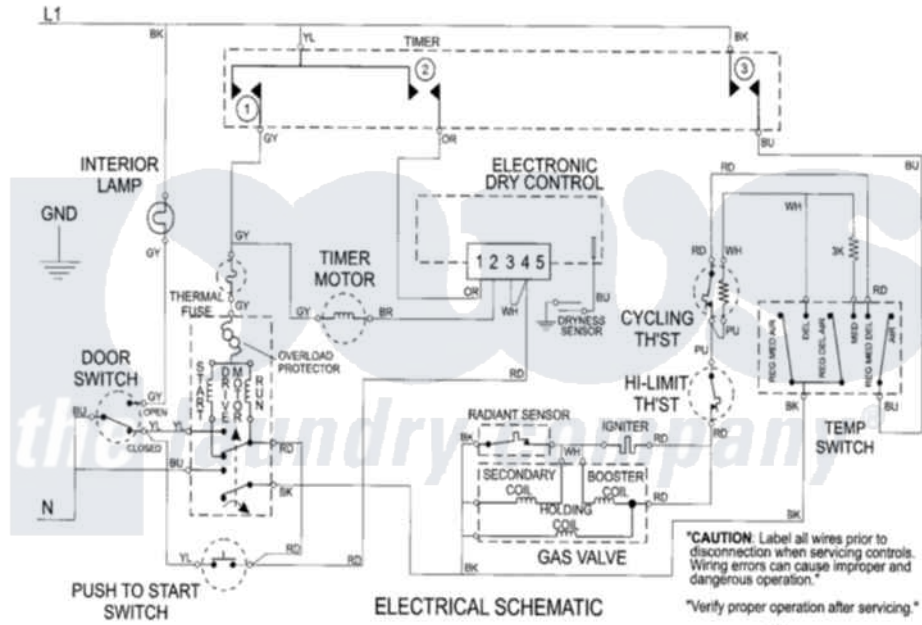 L1
BK
YL
TIMER
BK
1
2
3
GY
OR
BU
INTERIOR
LAMP
ELECTRONIC
DRY CONTROL
RD
BU
GND
WH
GY
GY
TIMER
MOTOR
1 2 3 4 5
RD
WH
3K
OR
WH
BU
RD
THERMAL
FUSE
GY
GY
BR
DRYNESS
SENSOR
CYCLING
TH'ST
PU
REG MED AIR
DEL
REG DEL AIR
MED
REG MED DEL
AIR
DOOR
SWITCH
OVERLOAD
PROTECTOR
PU
HI-LIMIT
TH'ST
RD
START
DRIVE
MOTOR
RUN
BK
BU
TEMP
SWITCH
GY
OPEN
BU
YL
YL
CLOSED
RADIANT SENSOR
IGNITER
RD
RD
BK
WH
RD
the laundry company®
BU
BK
SECONDARY
COIL
BOOSTER
COIL
RD
HOLDING
COIL
N
BK
GAS VALVE
YL
RD
RD
BK
PUSH TO START
SWITCH
ELECTRICAL SCHEMATIC
"CAUTION: Label all wires prior to
disconnection when servicing controls.
Wiring errors can cause improper and
dangerous operation."
"Verify proper operation after servicing."